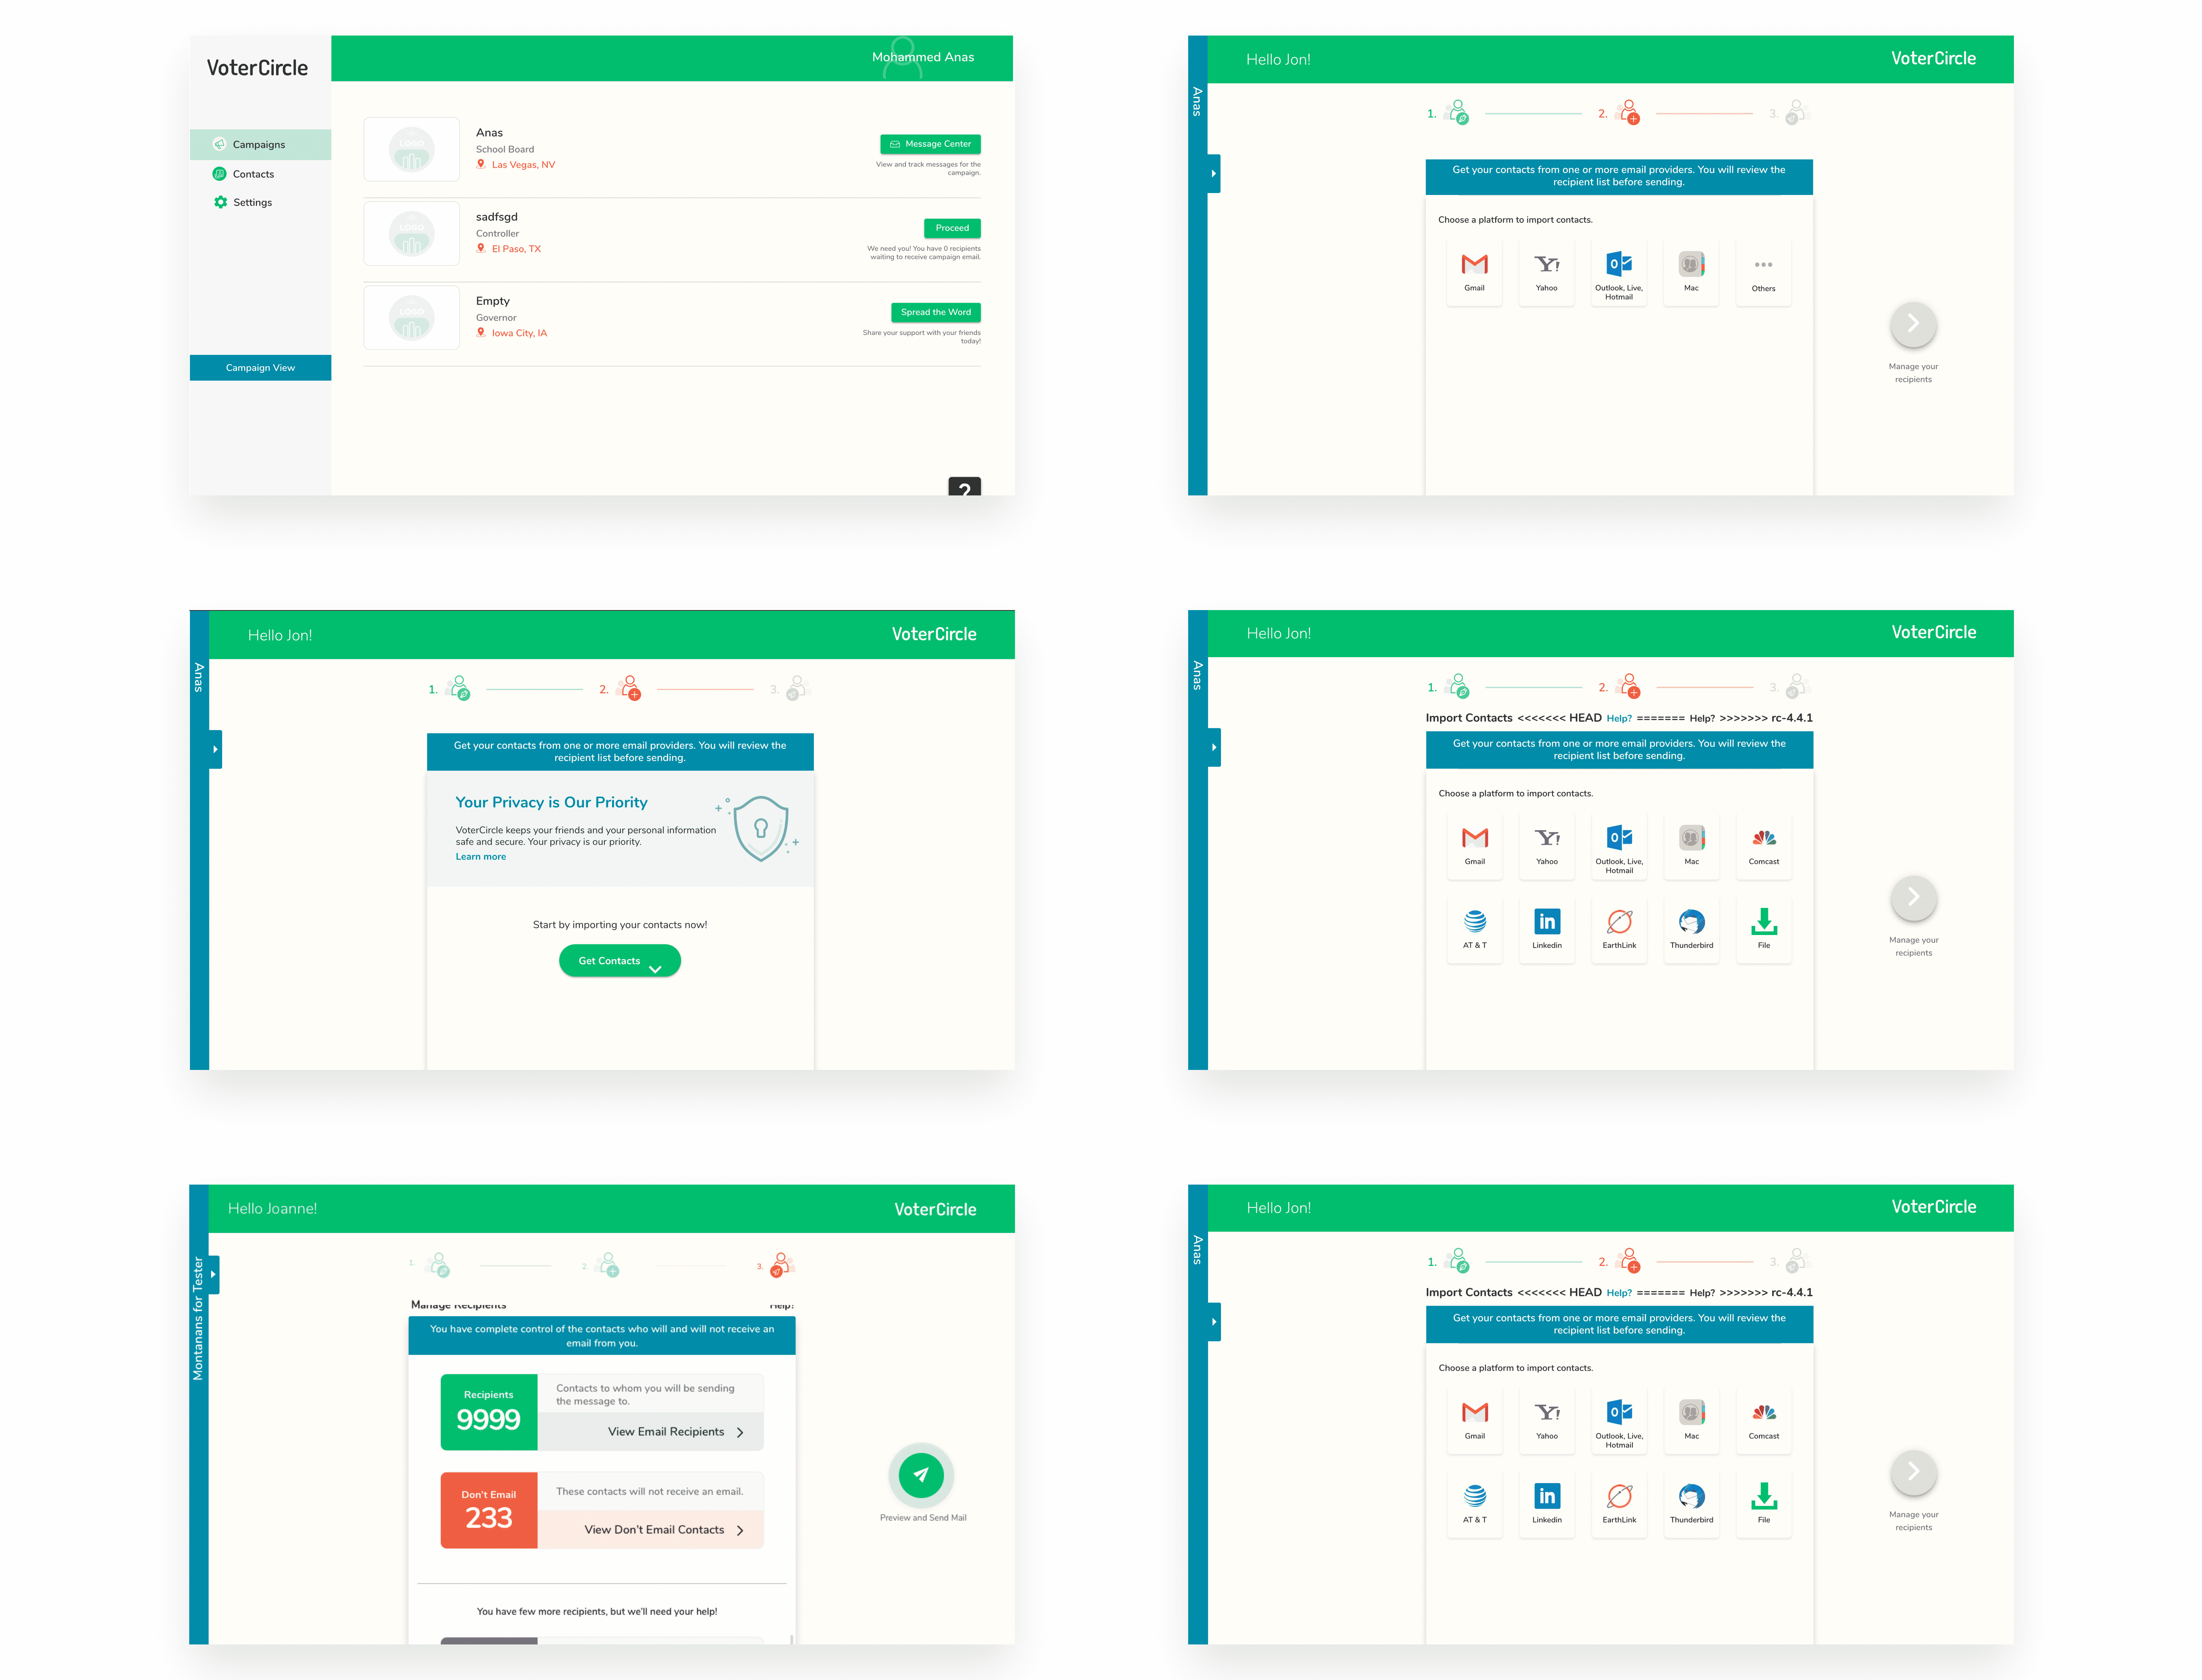 VoterCircle
Mohammed Anas
Campaigns
Contacts
Settings
Campaign View
LOGO
Anas
School Board
Las Vegas, NV
Message Center
View and track messages for the
campaign.
LOGO
sadfsgd
Controller
El Paso, TX
Proceed
We need you! You have 0 recipients
waiting to receive campaign email.
LOGO
Empty
Governor
Iowa City, IA
Spread the Word
Share your support with your friends
today!
?
Hello Jon!
VoterCircle
Anas
1.
2.
3.
Get your contacts from one or more email providers. You will review the
recipient list before sending.
Choose a platform to import contacts.
Gmail
Yahoo
Outlook, Live,
Hotmail
Mac
Others
Manage your
recipients
Hello Jon!
VoterCircle
Anas
1.
2.
3.
Get your contacts from one or more email providers. You will review the
recipient list before sending.
Your Privacy is Our Priority
VoterCircle keeps your friends and your personal information
safe and secure. Your privacy is our priority.
Learn more
Start by importing your contacts now!
Get Contacts
Hello Jon!
VoterCircle
Anas
1.
2.
3.
Import Contacts <<<<<<< HEAD Help? ======= Help? >>>>>>> rc-4.4.1
Get your contacts from one or more email providers. You will review the
recipient list before sending.
Choose a platform to import contacts.
Gmail
Yahoo
Outlook, Live,
Hotmail
Mac
Comcast
AT & T
Linkedin
EarthLink
Thunderbird
File
Manage your
recipients
Hello Joanne!
VoterCircle
Montanans for Tester
1.
2.
3.
Manage Recipients
Help?
You have complete control of the contacts who will and will not receive an
email from you.
Recipients
9999
Contacts to whom you will be sending
the message to.
View Email Recipients
Don't Email
233
These contacts will not receive an email.
View Don't Email Contacts
Preview and Send Mail
You have few more recipients, but we'll need your help!
Hello Jon!
VoterCircle
Anas
1.
2.
3.
Import Contacts <<<<<<< HEAD Help? ======= Help? >>>>>>> rc-4.4.1
Get your contacts from one or more email providers. You will review the
recipient list before sending.
Choose a platform to import contacts.
Gmail
Yahoo
Outlook, Live,
Hotmail
Mac
Comcast
AT & T
Linkedin
EarthLink
Thunderbird
File
Manage your
recipients